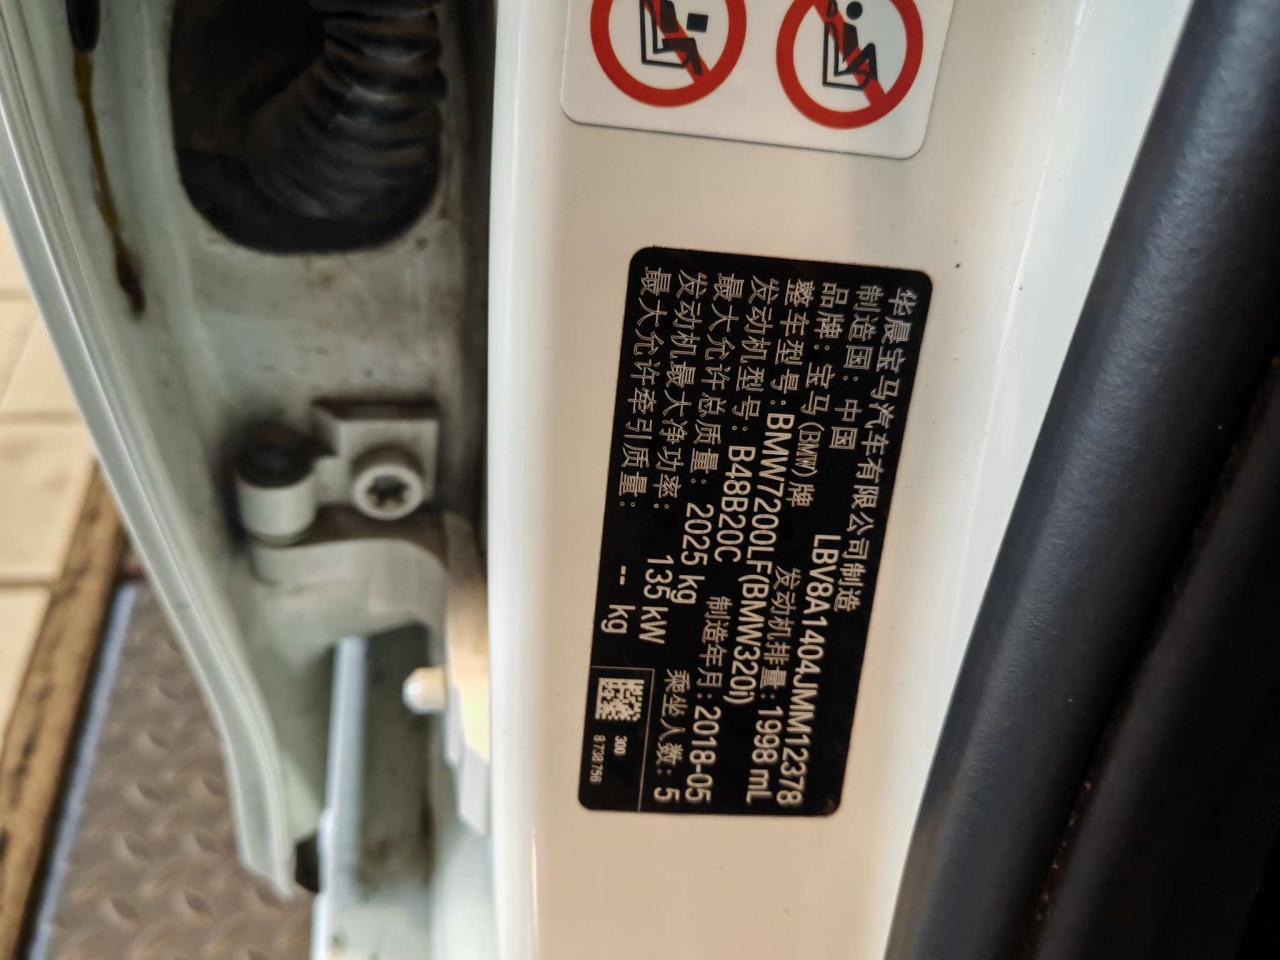 华晨宝马汽车有限公司制造
制造国：中国 LBV8A1404JMM12378
品牌：宝马(BMW)牌 发动机排量：1998 mL
整车型号：BMW7200LF(BMW320i)
发动机型号：B48B20C 制造年月：2018-05
最大允许总质量：2025 kg 乘坐人数：5
发动机最大净功率：135 kW
最大允许牵引质量：-- kg
300
8 738 756